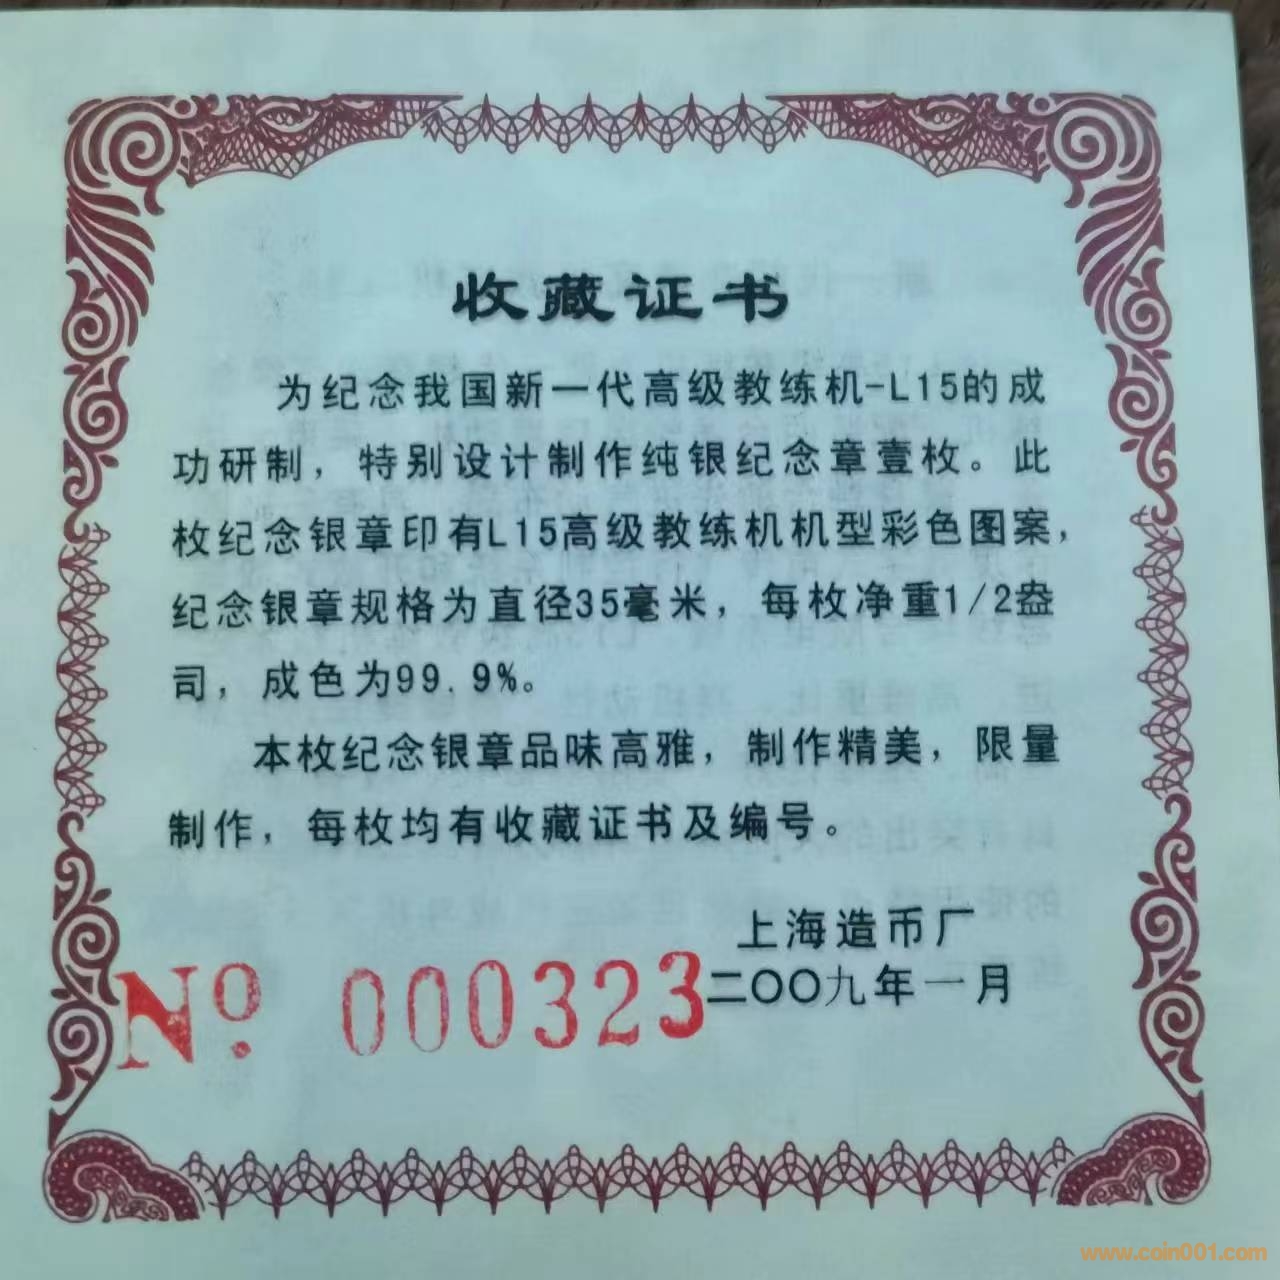 收藏证书
为纪念我国新一代高级教练机-L15的成
功研制，特别设计制作纯银纪念章壹枚。此
枚纪念银章印有L15高级教练机机型彩色图案，
纪念银章规格为直径35毫米，每枚净重1/2盎
司，成色为99.9%。
本枚纪念银章品味高雅，制作精美，限量
制作，每枚均有收藏证书及编号。
上海造币厂
二〇〇九年一月
No. 000323
www.coin001.com